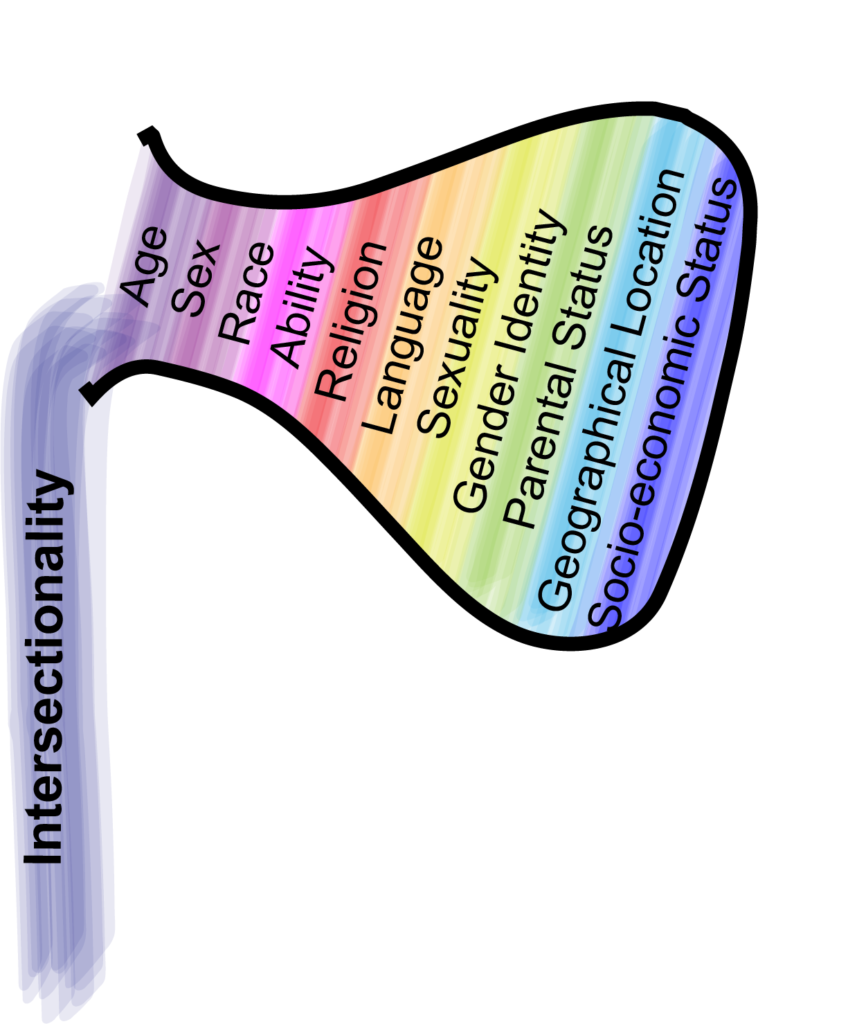 Age
Sex
Race
Ability
Religion
Language
Sexuality
Gender Identity
Parental Status
Geographical Location
Socio-economic Status
Intersectionality